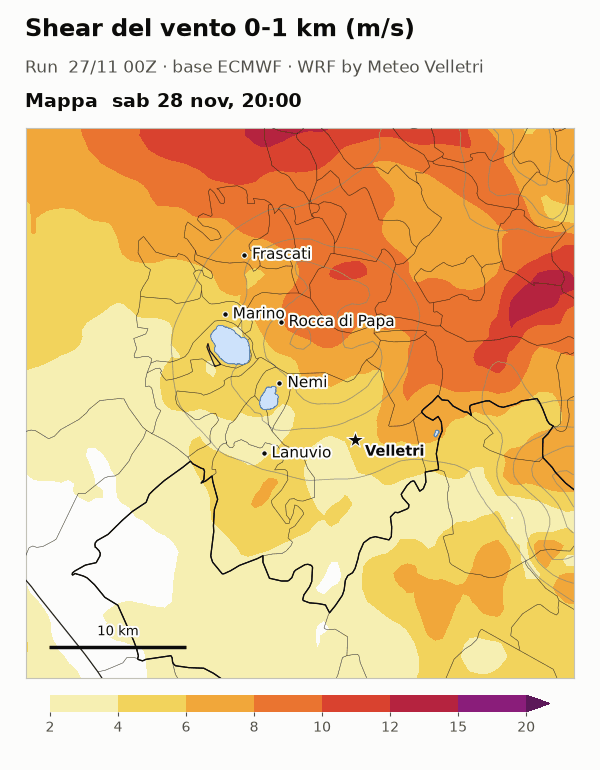 Shear del vento 0-1 km (m/s)
Run  27/11 00Z · base ECMWF · WRF by Meteo Velletri
Mappa  sab 28 nov, 20:00
Frascati
Marino
Rocca di Papa
Nemi
Velletri
Lanuvio
10 km
2 4 6 8 10 12 15 20